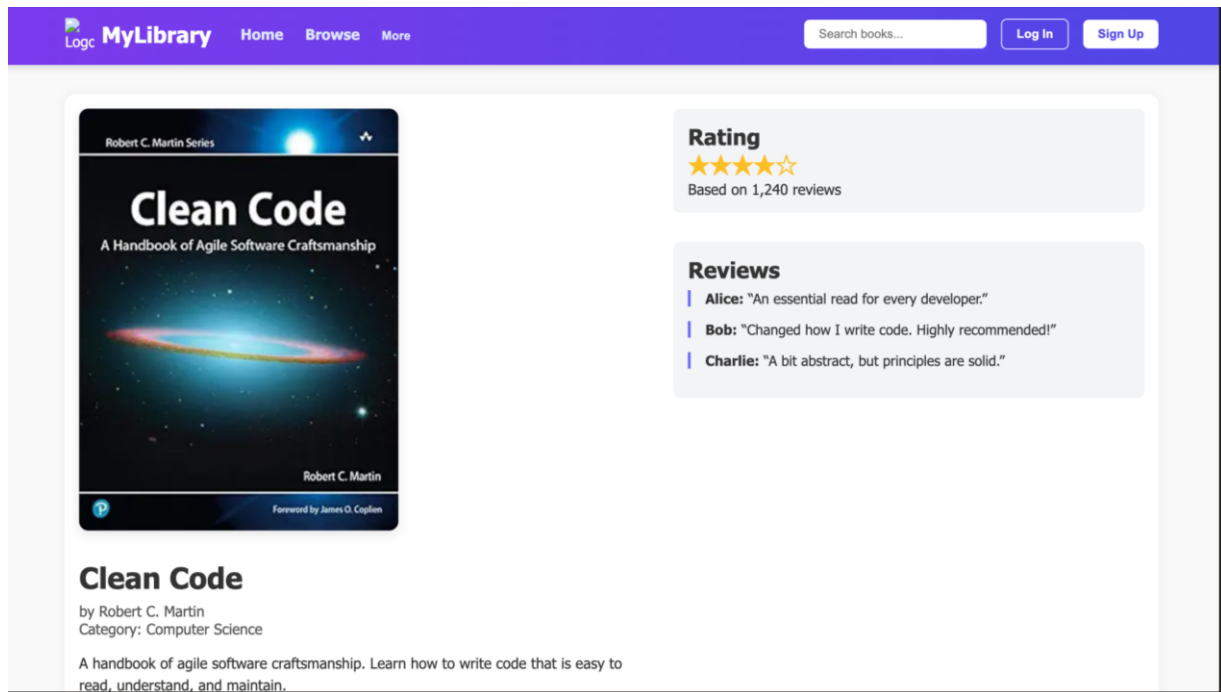 Logo MyLibrary Home Browse More Search books... Log In Sign Up
Robert C. Martin Series
Clean Code
A Handbook of Agile Software Craftsmanship
Robert C. Martin
Foreword by James O. Coplien
Clean Code
by Robert C. Martin
Category: Computer Science
A handbook of agile software craftsmanship. Learn how to write code that is easy to
read, understand, and maintain.
Rating
★★★★☆
Based on 1,240 reviews
Reviews
Alice: “An essential read for every developer.”
Bob: “Changed how I write code. Highly recommended!”
Charlie: “A bit abstract, but principles are solid.”